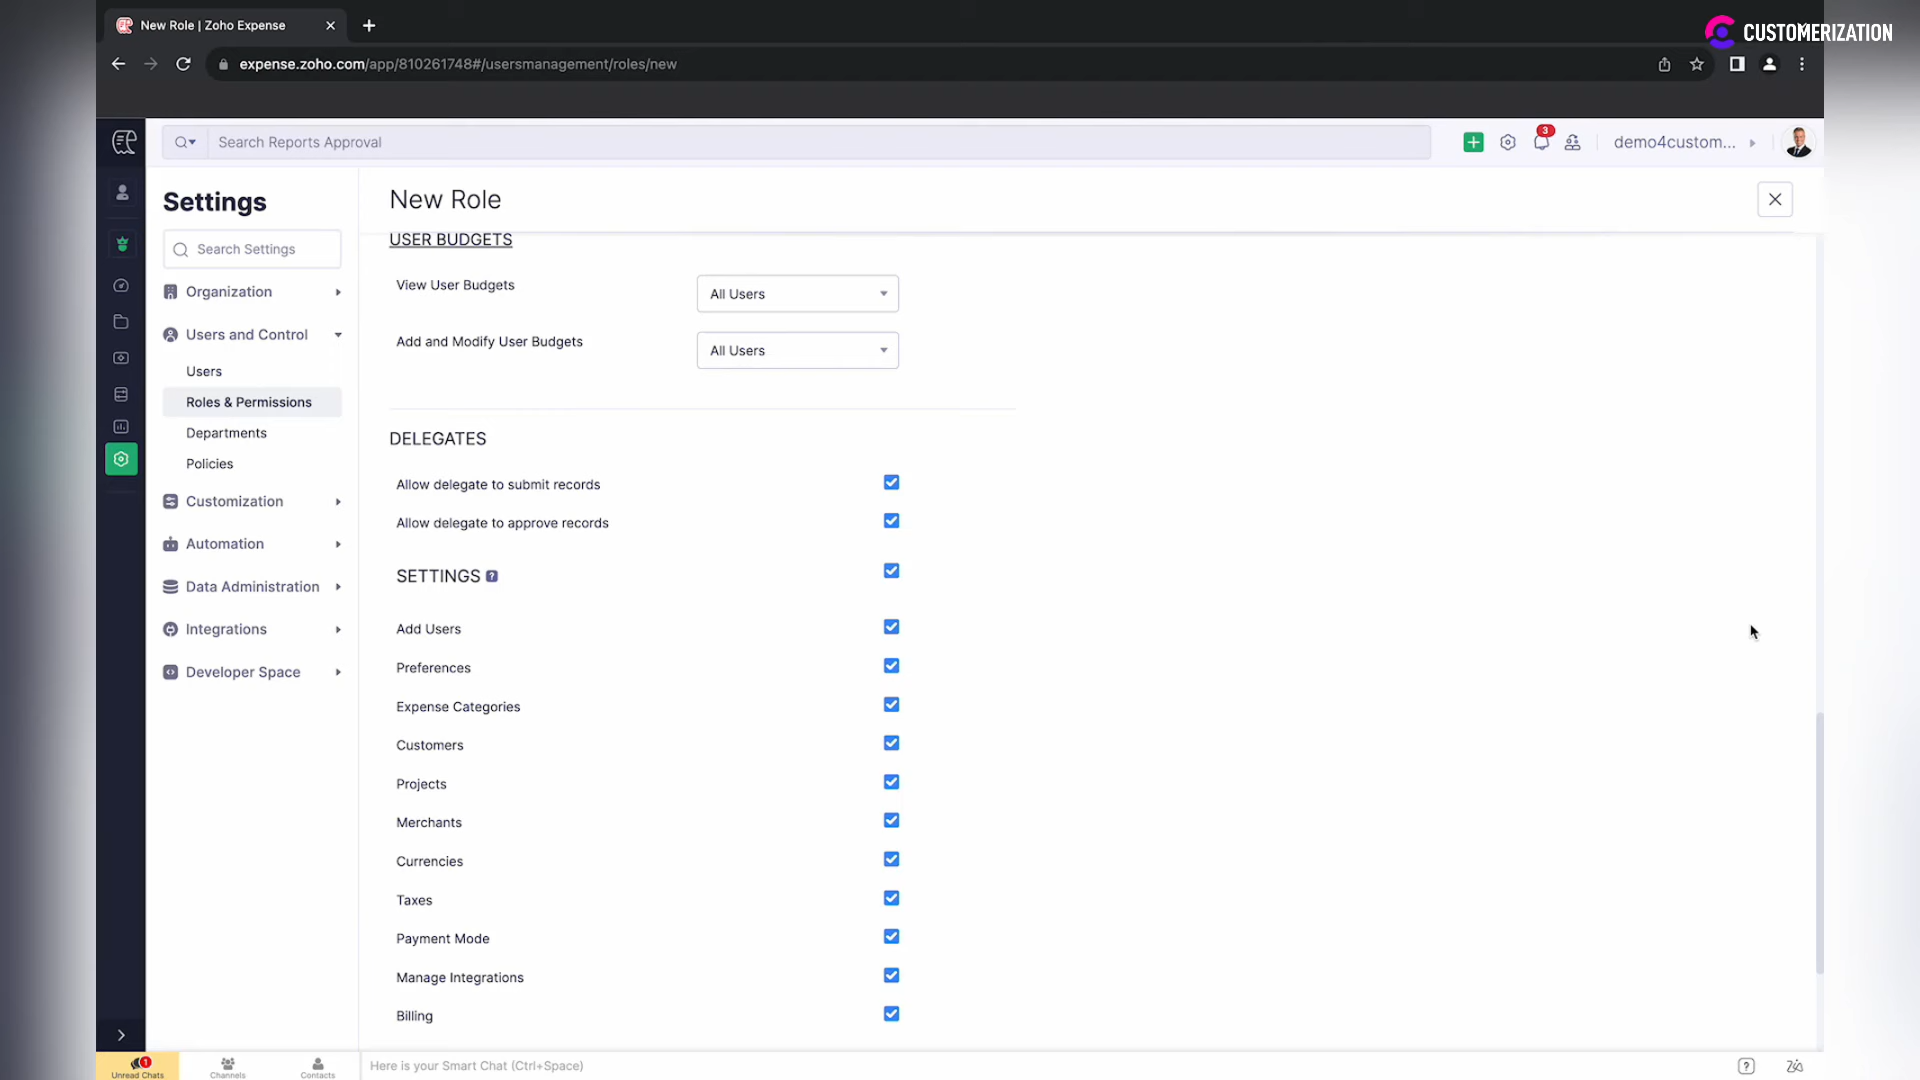 New Role | Zoho Expense
CUSTOMERIZATION
expense.zoho.com/app/810261748#/usersmanagement/roles/new
Search Reports Approval
3
demo4custom...
Settings
Search Settings
Organization
Users and Control
Users
Roles & Permissions
Departments
Policies
Customization
Automation
Data Administration
Integrations
Developer Space
New Role
USER BUDGETS
View User Budgets
All Users
Add and Modify User Budgets
All Users
DELEGATES
Allow delegate to submit records
Allow delegate to approve records
SETTINGS ?
Add Users
Preferences
Expense Categories
Customers
Projects
Merchants
Currencies
Taxes
Payment Mode
Manage Integrations
Billing
1
Unread Chats
Channels
Contacts
Here is your Smart Chat (Ctrl+Space)
?